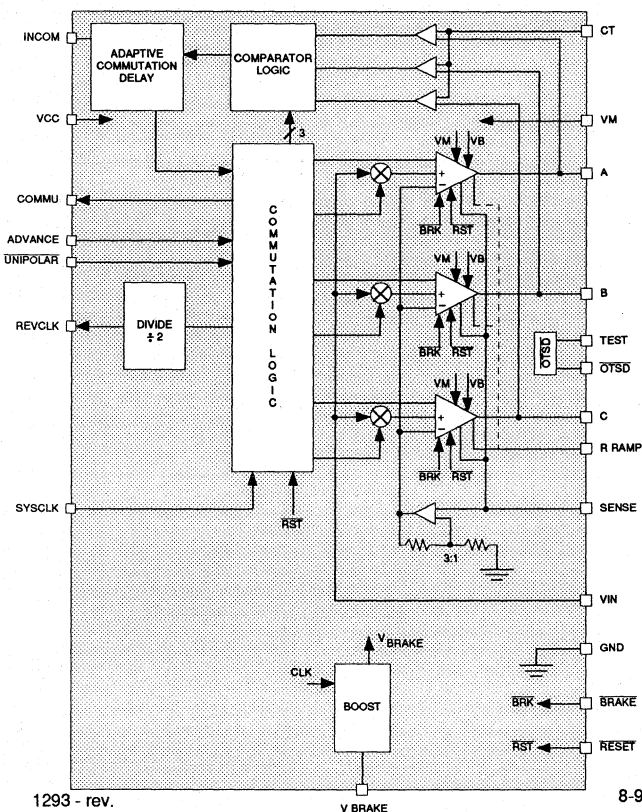 INCOM
ADAPTIVE
COMMUTATION
DELAY
COMPARATOR
LOGIC
CT
VCC
3
VM
VM
VB
A
+
−
BRK
RST
COMMU
ADVANCE
UNIPOLAR
COMMUTATION LOGIC
VM
VB
B
+
−
BRK
RST
REVCLK
DIVIDE
÷ 2
TEST
OTSD
OTSD
VM
VB
C
+
−
BRK
RST
R RAMP
SYSCLK
RST
SENSE
3:1
VIN
V BRAKE
GND
CLK
BOOST
BRK
BRAKE
RST
RESET
1293 - rev.
V BRAKE
8-9